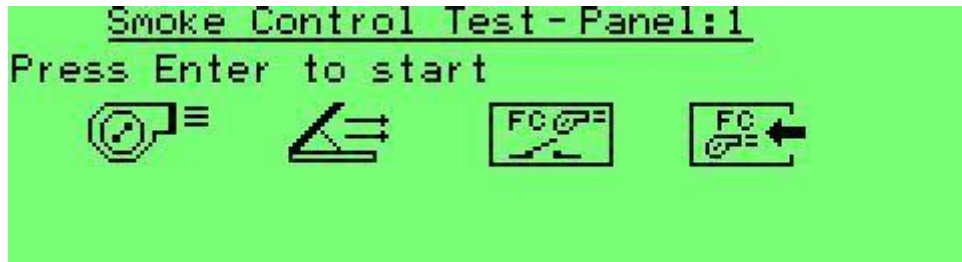 Smoke Control Test-Panel:1
Press Enter to start
FC FC